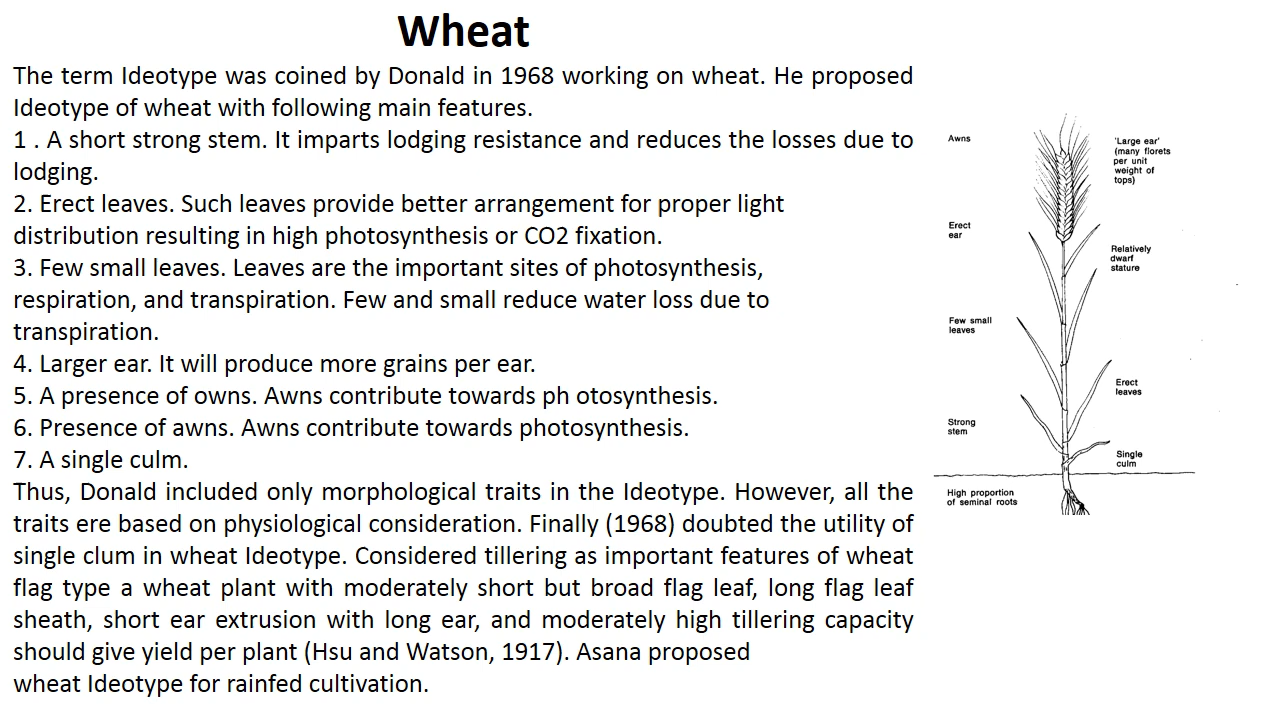 Wheat
The term Ideotype was coined by Donald in 1968 working on wheat. He proposed
Ideotype of wheat with following main features.
1 . A short strong stem. It imparts lodging resistance and reduces the losses due to
lodging.
2. Erect leaves. Such leaves provide better arrangement for proper light
distribution resulting in high photosynthesis or CO2 fixation.
3. Few small leaves. Leaves are the important sites of photosynthesis,
respiration, and transpiration. Few and small reduce water loss due to
transpiration.
4. Larger ear. It will produce more grains per ear.
5. A presence of owns. Awns contribute towards ph otosynthesis.
6. Presence of awns. Awns contribute towards photosynthesis.
7. A single culm.
Thus, Donald included only morphological traits in the Ideotype. However, all the
traits ere based on physiological consideration. Finally (1968) doubted the utility of
single clum in wheat Ideotype. Considered tillering as important features of wheat
flag type a wheat plant with moderately short but broad flag leaf, long flag leaf
sheath, short ear extrusion with long ear, and moderately high tillering capacity
should give yield per plant (Hsu and Watson, 1917). Asana proposed
wheat Ideotype for rainfed cultivation.
Awns
'Large ear'
(many florets
per unit
weight of
tops)
Erect
ear
Relatively
dwarf
stature
Few small
leaves
Erect
leaves
Strong
stem
Single
culm
High proportion
of seminal roots